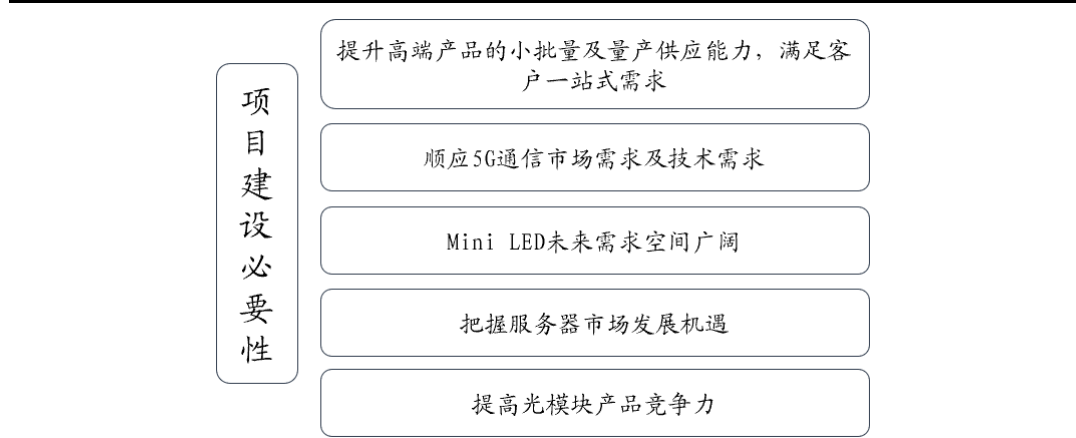 项目建设必要性
提升高端产品的小批量及量产供应能力，满足客
户一站式需求
顺应5G通信市场需求及技术需求
Mini LED未来需求空间广阔
把握服务器市场发展机遇
提高光模块产品竞争力